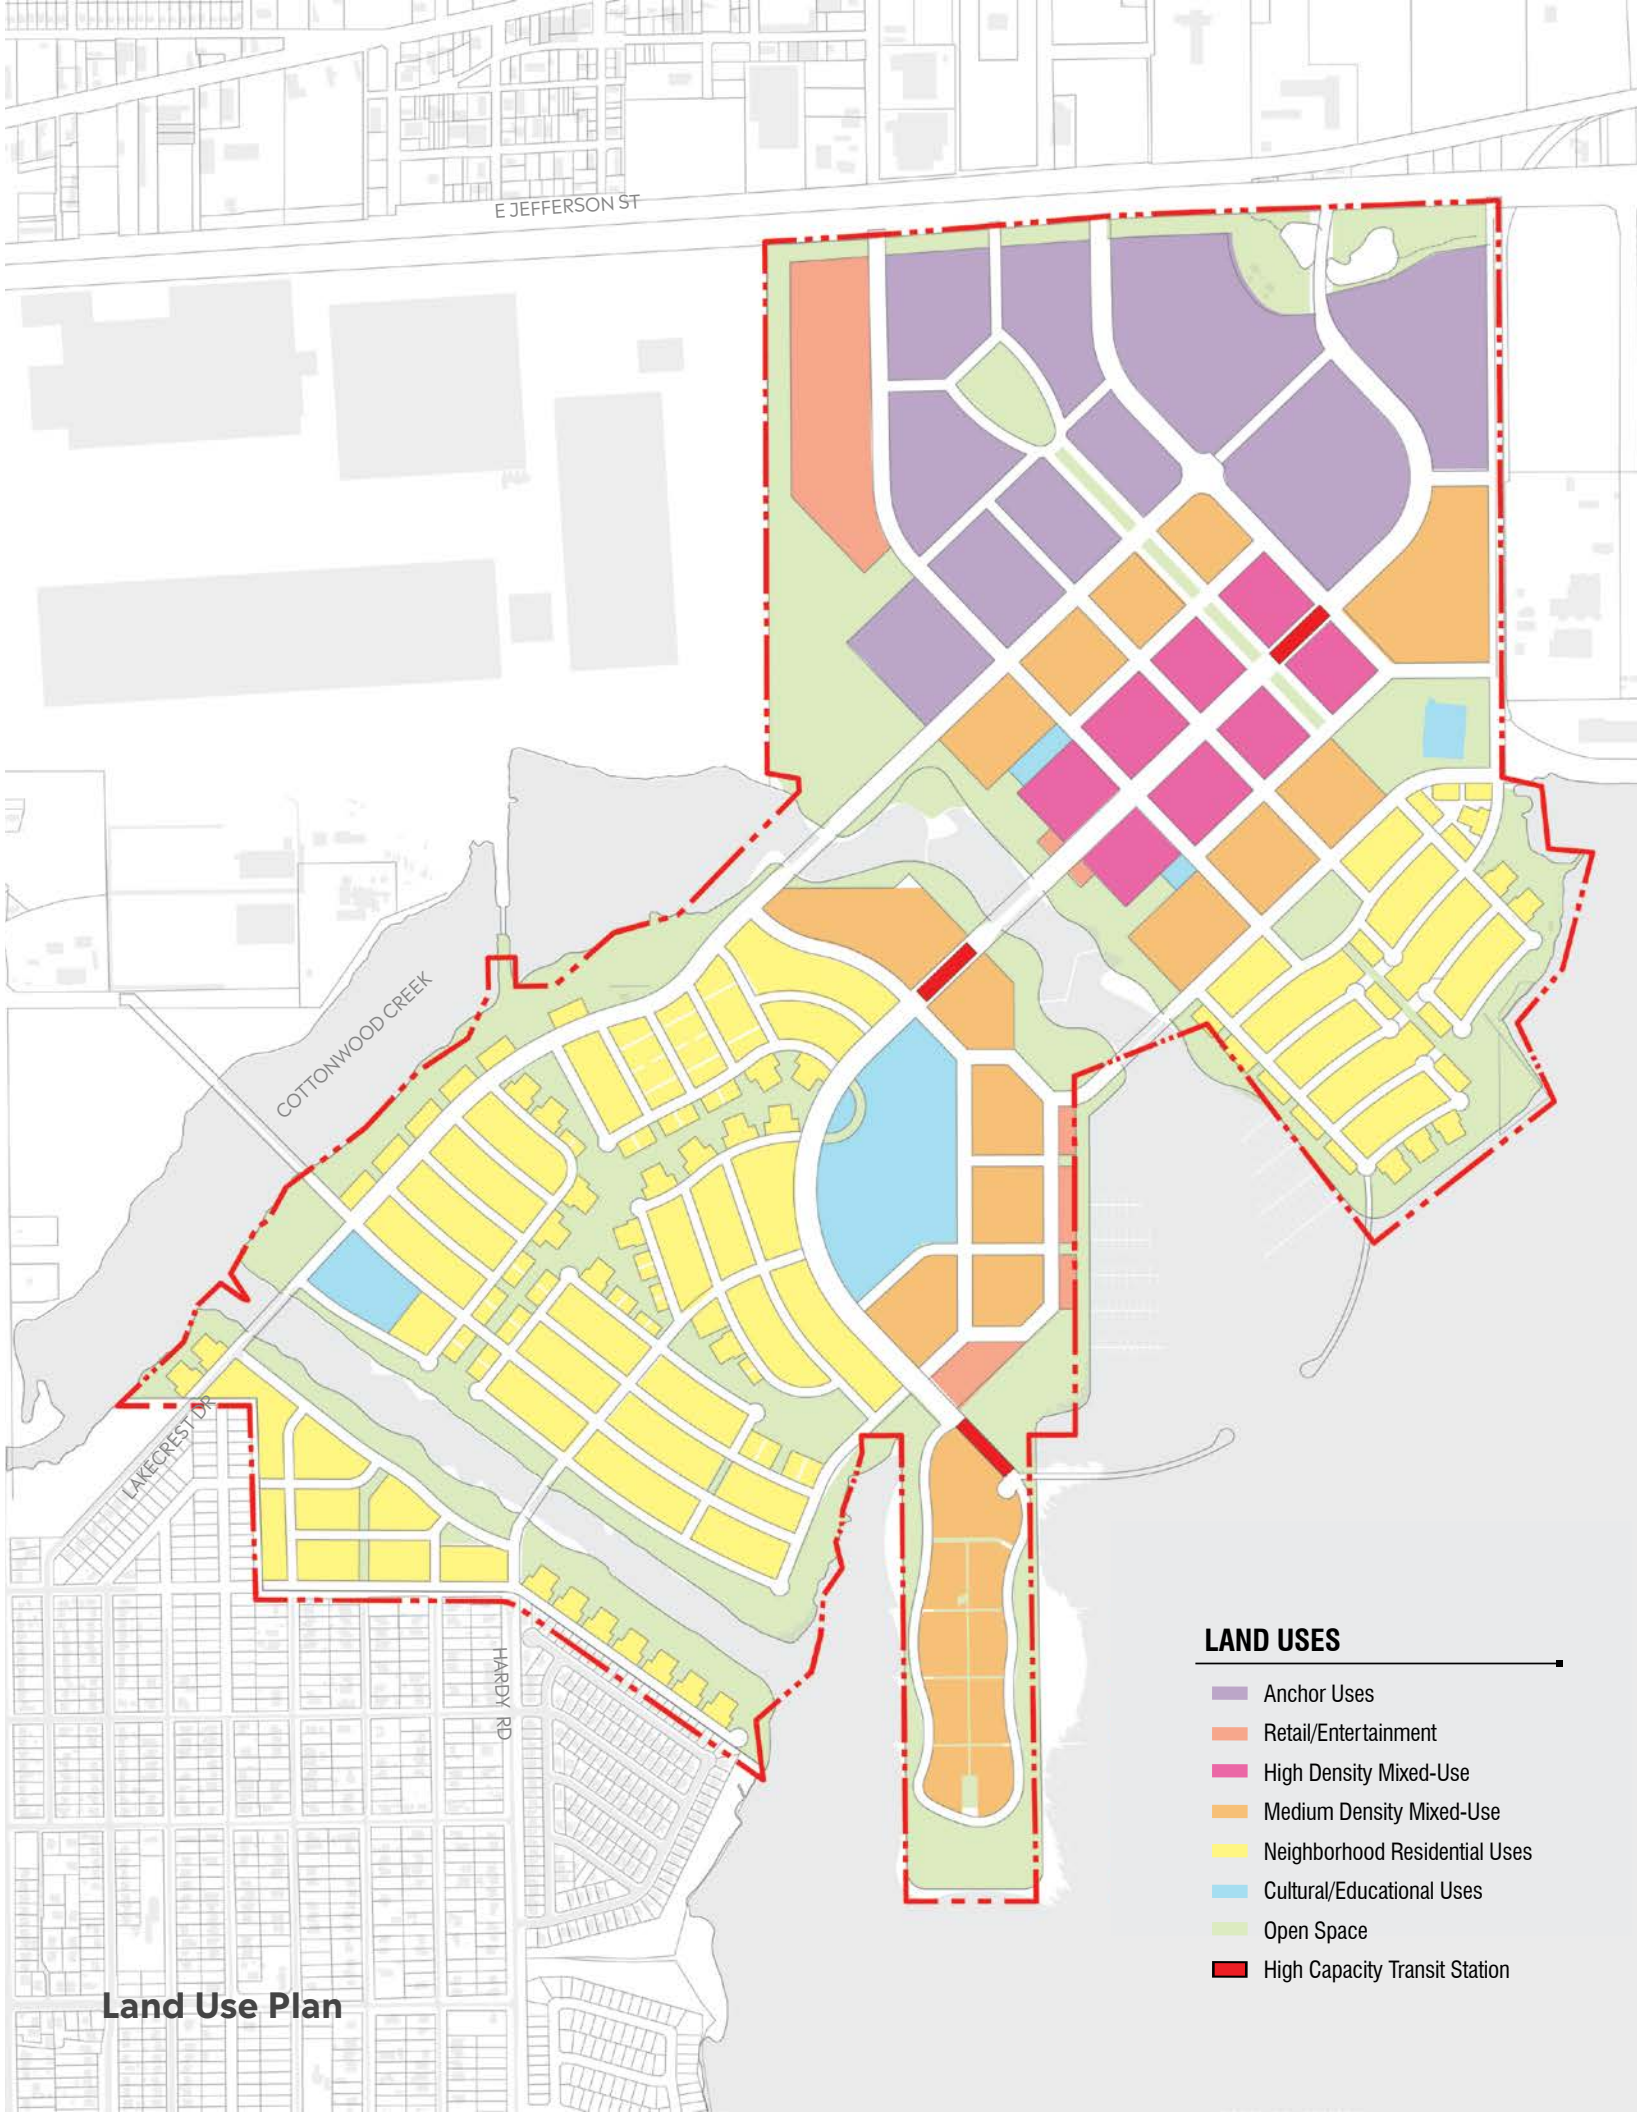 E JEFFERSON ST
COTTONWOOD CREEK
LAKECREST DR
HARDY RD
LAND USES
Anchor Uses
Retail/Entertainment
High Density Mixed-Use
Medium Density Mixed-Use
Neighborhood Residential Uses
Cultural/Educational Uses
Open Space
High Capacity Transit Station
Land Use Plan